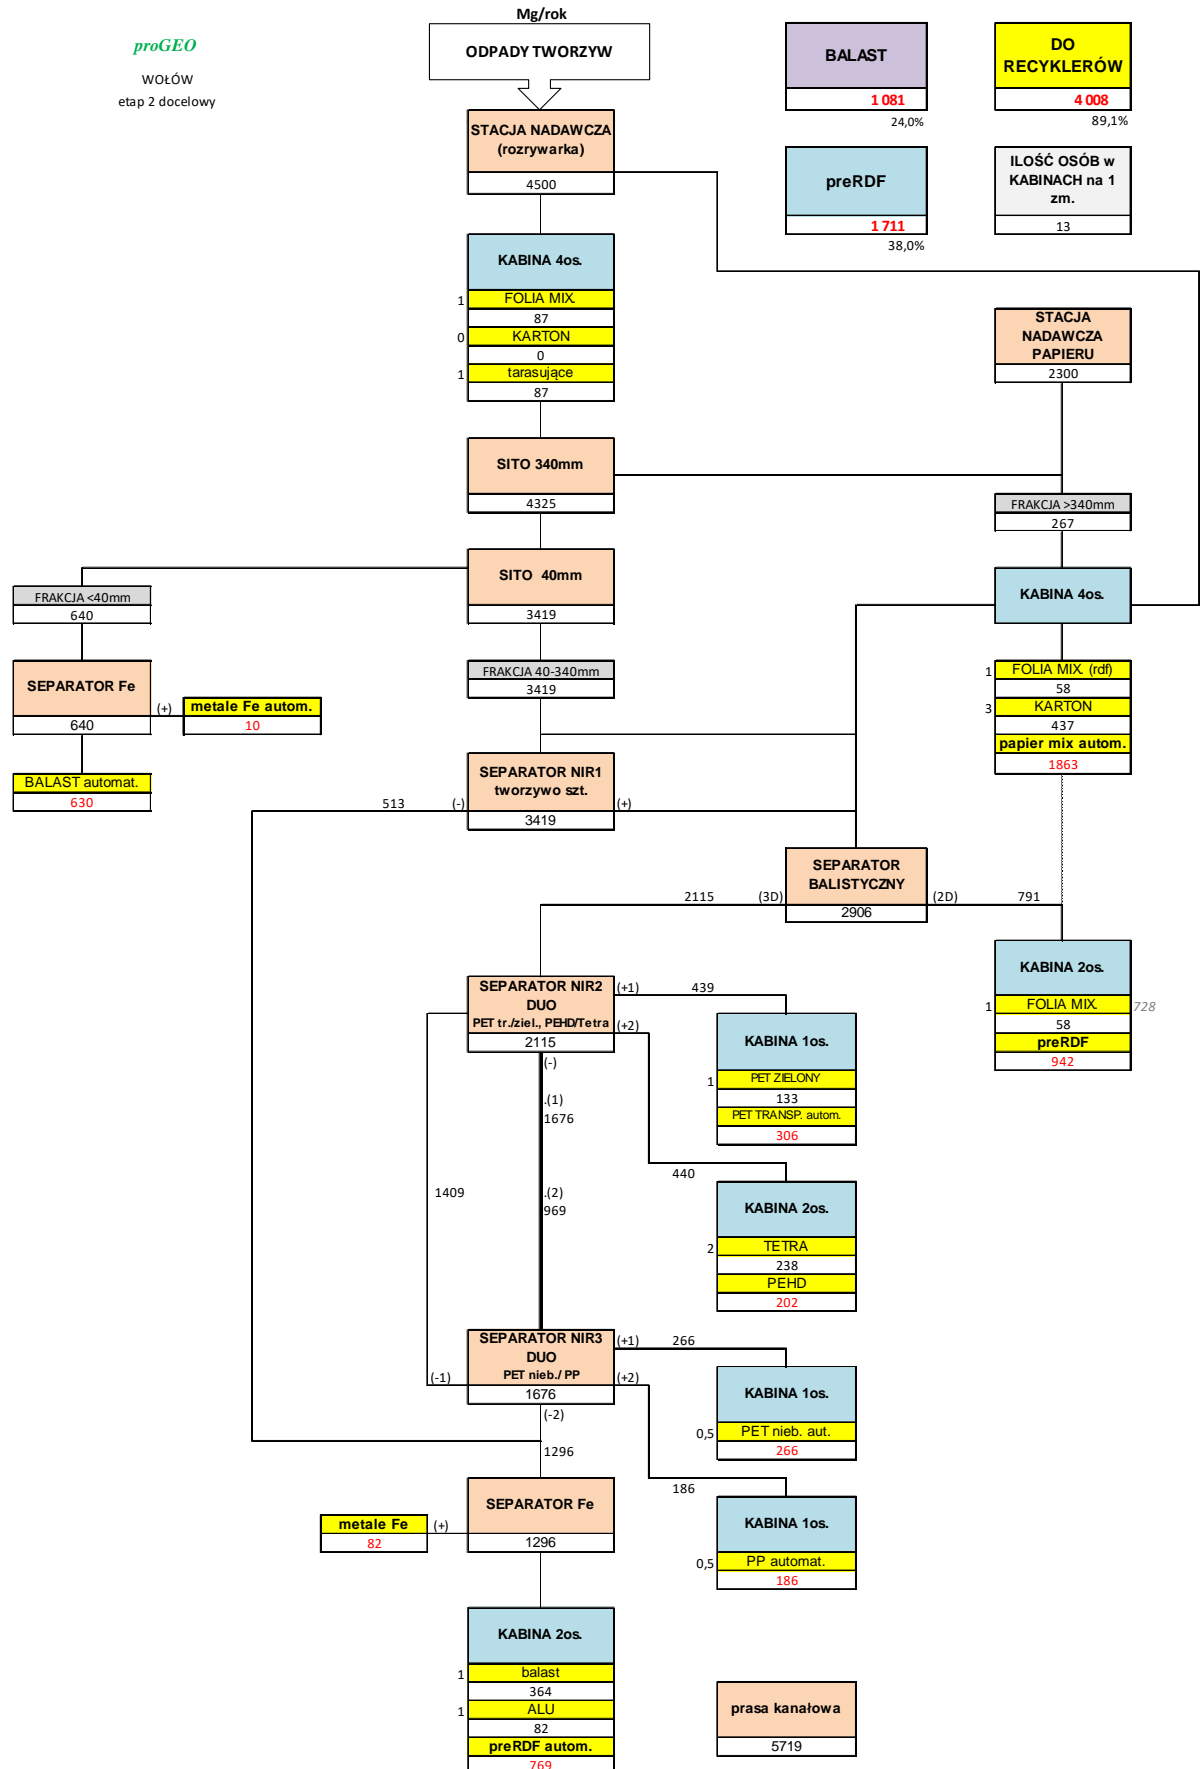 Mg/rok
proGEO
WOŁÓW
etap 2 docelowy
ODPADY TWORZYW
BALAST
1 081
24,0%
DO
RECYKLERÓW
4 008
89,1%
STACJA NADAWCZA
(rozrywarka)
4500
preRDF
1 711
38,0%
ILOŚĆ OSÓB w
KABINACH na 1
zm.
13
KABINA 4os.
1 FOLIA MIX.
87
0 KARTON
0
1 tarasujące
87
STACJA
NADAWCZA
PAPIERU
2300
SITO 340mm
4325
FRAKCJA >340mm
267
SITO  40mm
3419
KABINA 4os.
FRAKCJA <40mm
640
FRAKCJA 40-340mm
3419
SEPARATOR Fe
640
(+)
metale Fe autom.
10
1 FOLIA MIX. (rdf)
58
3 KARTON
437
papier mix autom.
1863
BALAST automat.
630
SEPARATOR NIR1
tworzywo szt.
3419
513 (-)
(+)
SEPARATOR
BALISTYCZNY
2906
2115 (3D)
(2D) 791
KABINA 2os.
1 FOLIA MIX. 728
58
preRDF
942
SEPARATOR NIR2
DUO
PET tr./ziel., PEHD/Tetra
2115
(+1) 439
(+2)
(-)
.(1)
1676
KABINA 1os.
1 PET ZIELONY
133
PET TRANSP. autom.
306
440
1409
.(2)
969
KABINA 2os.
2 TETRA
238
PEHD
202
SEPARATOR NIR3
DUO
PET nieb./ PP
1676
(+1) 266
(-1)
(+2)
(-2)
1296
KABINA 1os.
0,5 PET nieb. aut.
266
186
SEPARATOR Fe
1296
metale Fe (+)
82
KABINA 1os.
0,5 PP automat.
186
KABINA 2os.
1 balast
364
1 ALU
82
preRDF autom.
769
prasa kanałowa
5719